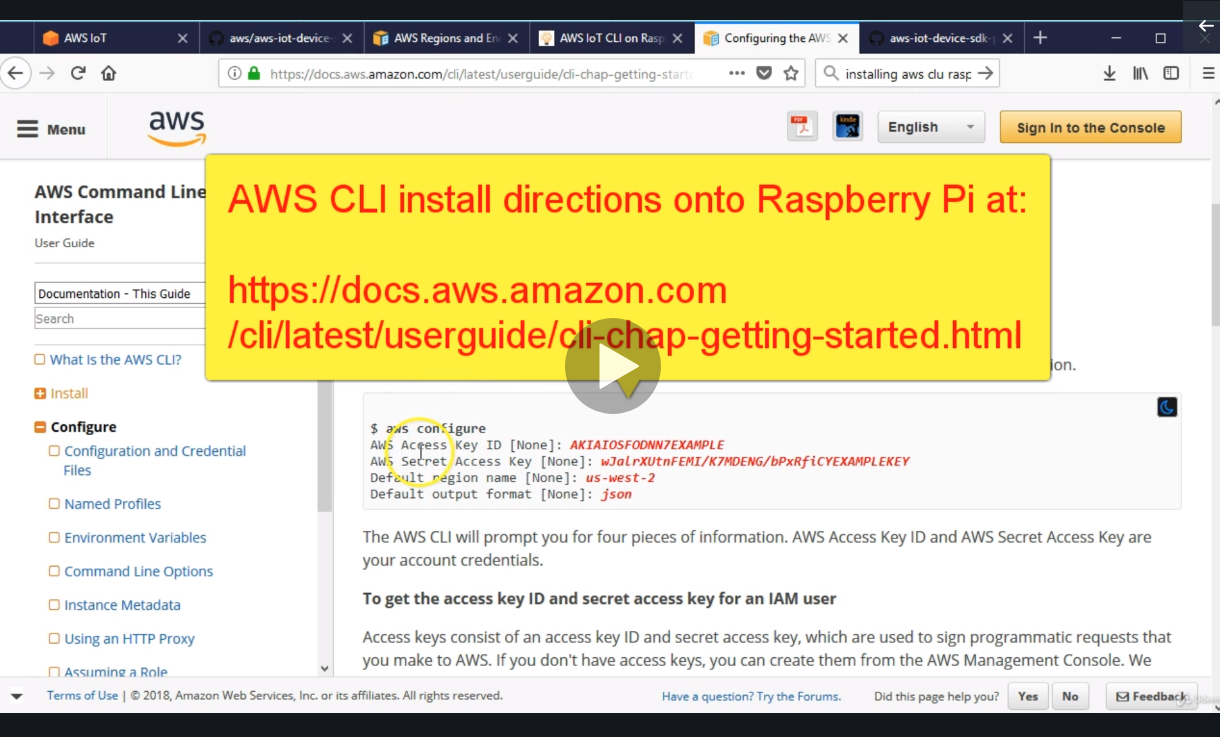 AWS IoT
aws/aws-iot-device-
AWS Regions and En
AWS IoT CLI on Rasp
Configuring the AWS
aws-iot-device-sdk-
https://docs.aws.amazon.com/cli/latest/userguide/cli-chap-getting-start
installing aws clu rasp
Menu
aws
PDF
kindle
English
Sign In to the Console
AWS Command Line
Interface
User Guide
Documentation - This Guide
Search
What Is the AWS CLI?
Install
Configure
Configuration and Credential
Files
Named Profiles
Environment Variables
Command Line Options
Instance Metadata
Using an HTTP Proxy
Assuming a Role
AWS CLI install directions onto Raspberry Pi at:
https://docs.aws.amazon.com
/cli/latest/userguide/cli-chap-getting-started.html
ion.
$ aws configure
AWS Access Key ID [None]: AKIAIOSFODNN7EXAMPLE
AWS Secret Access Key [None]: wJalrXUtnFEMI/K7MDENG/bPxRfiCYEXAMPLEKEY
Default region name [None]: us-west-2
Default output format [None]: json
The AWS CLI will prompt you for four pieces of information. AWS Access Key ID and AWS Secret Access Key are
your account credentials.
To get the access key ID and secret access key for an IAM user
Access keys consist of an access key ID and secret access key, which are used to sign programmatic requests that
you make to AWS. If you don't have access keys, you can create them from the AWS Management Console. We
Terms of Use | © 2018, Amazon Web Services, Inc. or its affiliates. All rights reserved.
Have a question? Try the Forums.
Did this page help you?
Yes
No
Feedback